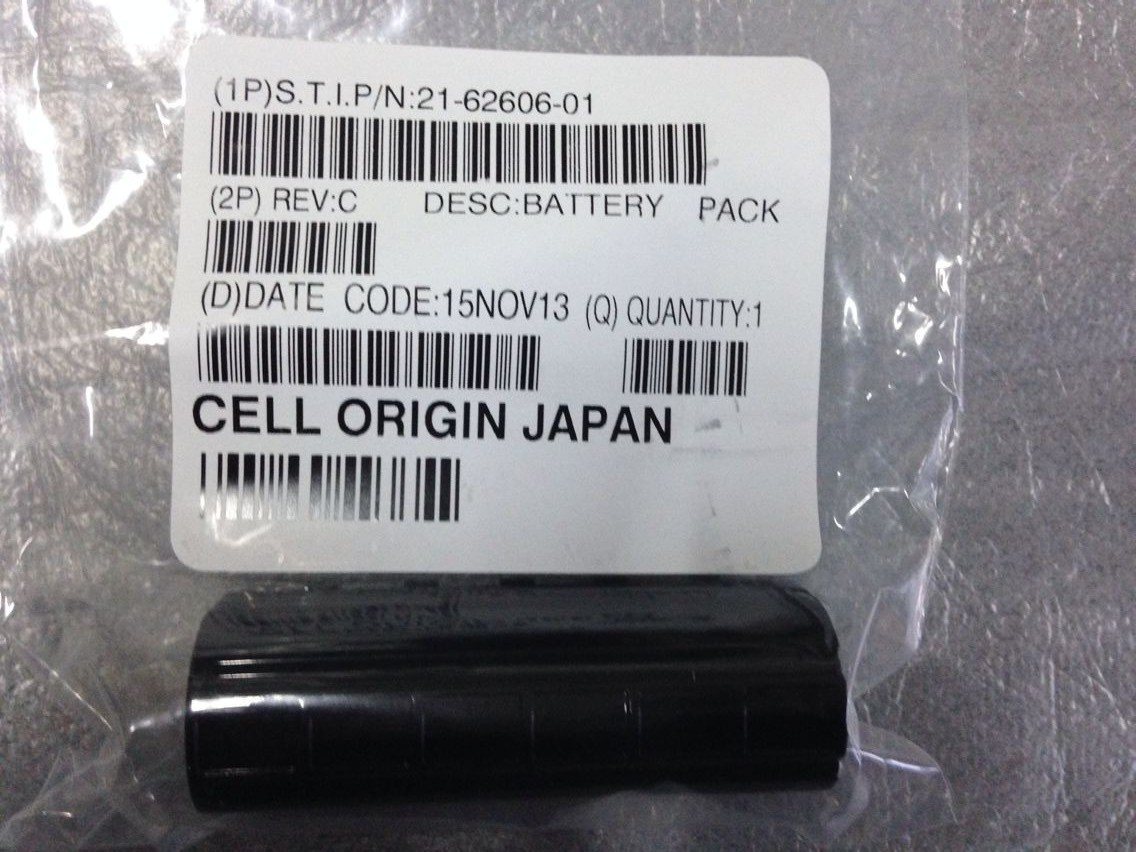 (1P)S.T.I.P/N:21-62606-01
(2P) REV:C DESC:BATTERY PACK
(D)DATE CODE:15NOV13 (Q) QUANTITY:1
CELL ORIGIN JAPAN